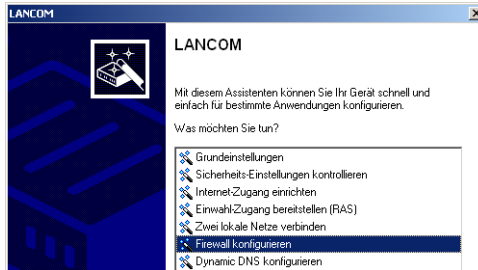 LANCOM
LANCOM
Mit diesem Assistenten können Sie Ihr Gerät schnell und
einfach für bestimmte Anwendungen konfigurieren.
Was möchten Sie tun?
Grundeinstellungen
Sicherheits-Einstellungen kontrollieren
Internet-Zugang einrichten
Einwahl-Zugang bereitstellen (RAS)
Zwei lokale Netze verbinden
Firewall konfigurieren
Dynamic DNS konfigurieren